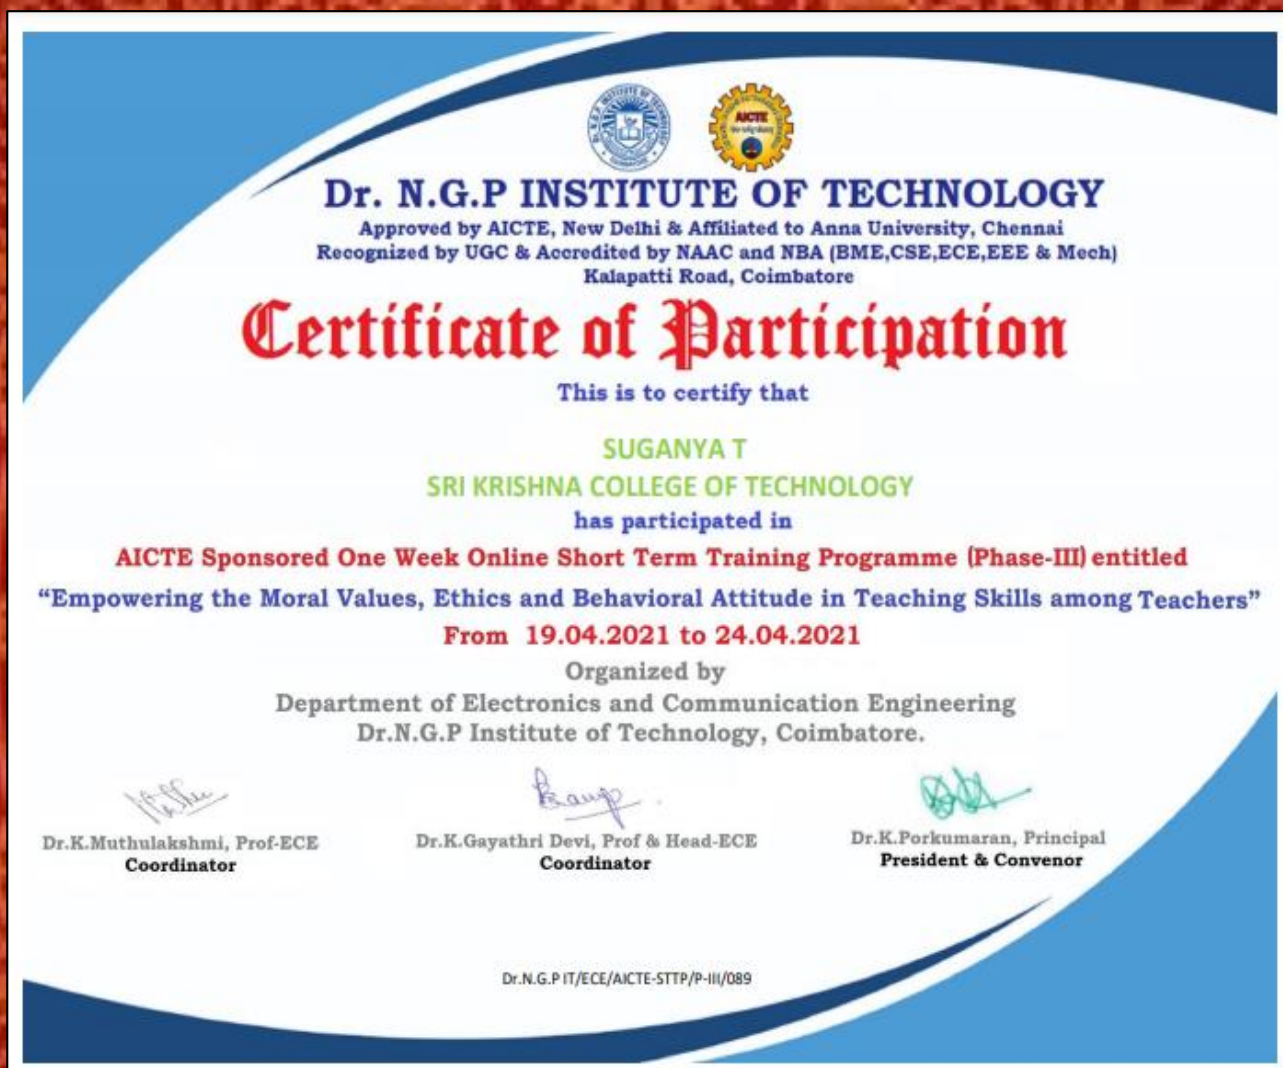 Dr. N.G.P INSTITUTE OF TECHNOLOGY
Approved by AICTE, New Delhi & Affiliated to Anna University, Chennai
Recognized by UGC & Accredited by NAAC and NBA (BME,CSE,ECE,EEE & Mech)
Kalapatti Road, Coimbatore
Certificate of Participation
This is to certify that
SUGANYA T
SRI KRISHNA COLLEGE OF TECHNOLOGY
has participated in
AICTE Sponsored One Week Online Short Term Training Programme (Phase-III) entitled
“Empowering the Moral Values, Ethics and Behavioral Attitude in Teaching Skills among Teachers”
From 19.04.2021 to 24.04.2021
Organized by
Department of Electronics and Communication Engineering
Dr.N.G.P Institute of Technology, Coimbatore.
Dr.K.Muthulakshmi, Prof-ECE
Coordinator
Dr.K.Gayathri Devi, Prof & Head-ECE
Coordinator
Dr.K.Porkumaran, Principal
President & Convenor
Dr.N.G.P IT/ECE/AICTE-STTP/P-III/089